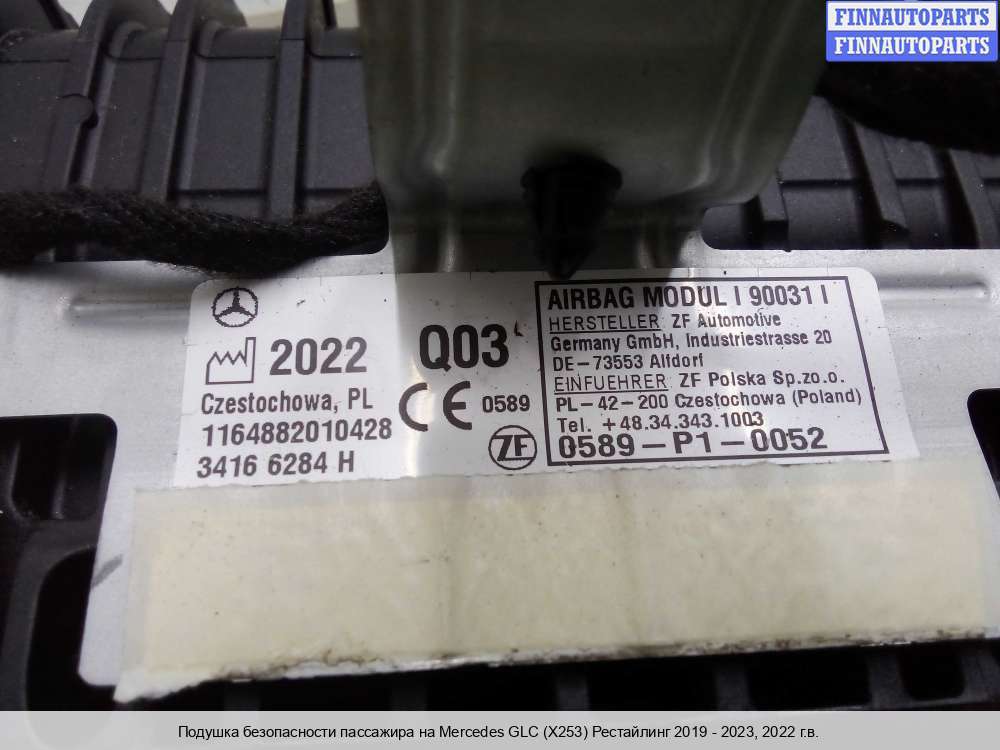 FINNAUTOPARTS
FINNAUTOPARTS
2022
Q03
Czestochowa, PL
1164882010428
3416 6284 H
CE 0589
ZF
AIRBAG MODUL I 90031 I
HERSTELLER ZF Automotive
Germany GmbH, Industriestrasse 20
DE-73553 Alfdorf
EINFUEHRER ZF Polska Sp.zo.o.
PL-42-200 Czestochowa (Poland)
Tel. +48.34.343.1003
0589-P1-0052
Подушка безопасности пассажира на Mercedes GLC (X253) Рестайлинг 2019 - 2023, 2022 г.в.